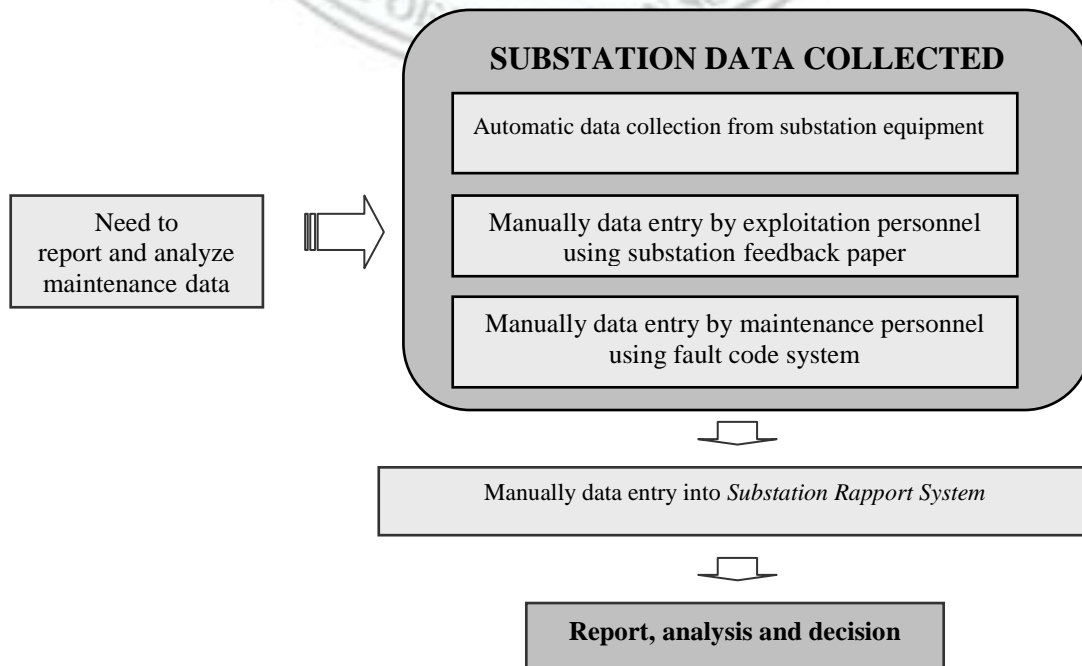 SUBSTATION DATA COLLECTED
Automatic data collection from substation equipment
Need to
report and analyze
maintenance data
Manually data entry by exploitation personnel
using substation feedback paper
Manually data entry by maintenance personnel
using fault code system
Manually data entry into Substation Rapport System
Report, analysis and decision